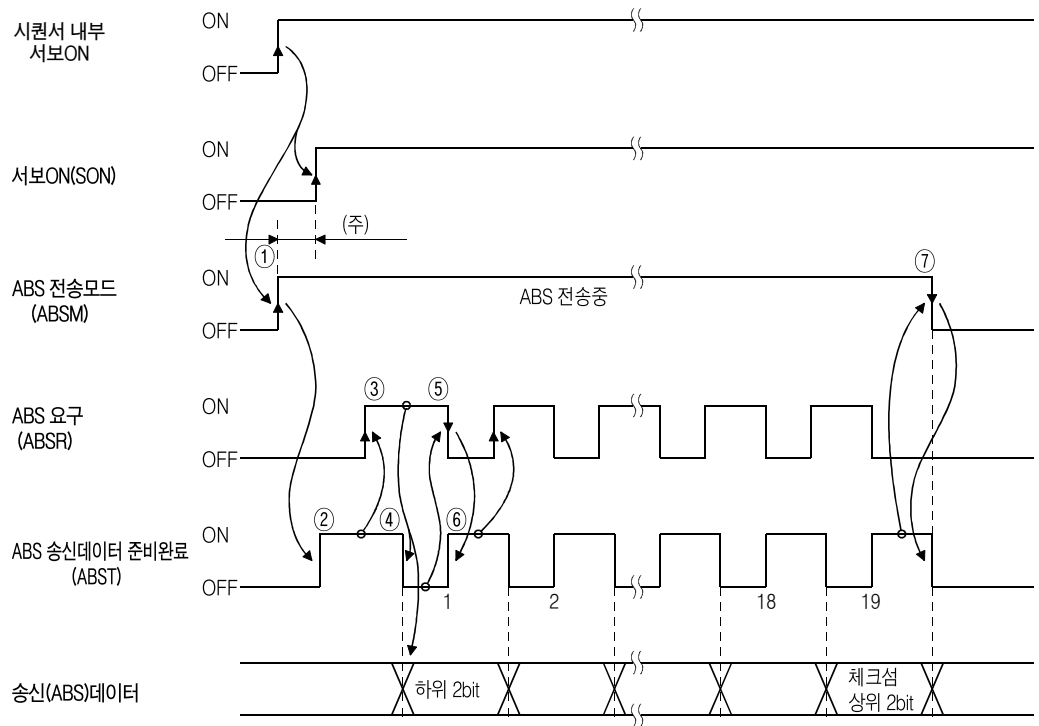 시퀀서 내부
서보ON
ON
OFF
서보ON(SON)
ON
OFF
(주)
①
ABS 전송모드
(ABSM)
ON
OFF
ABS 전송중
⑦
ABS 요구
(ABSR)
ON
OFF
③
⑤
ABS 송신데이터 준비완료
(ABST)
ON
OFF
②
④
⑥
1
2
18
19
송신(ABS)데이터
하위 2bit
체크섬
상위 2bit